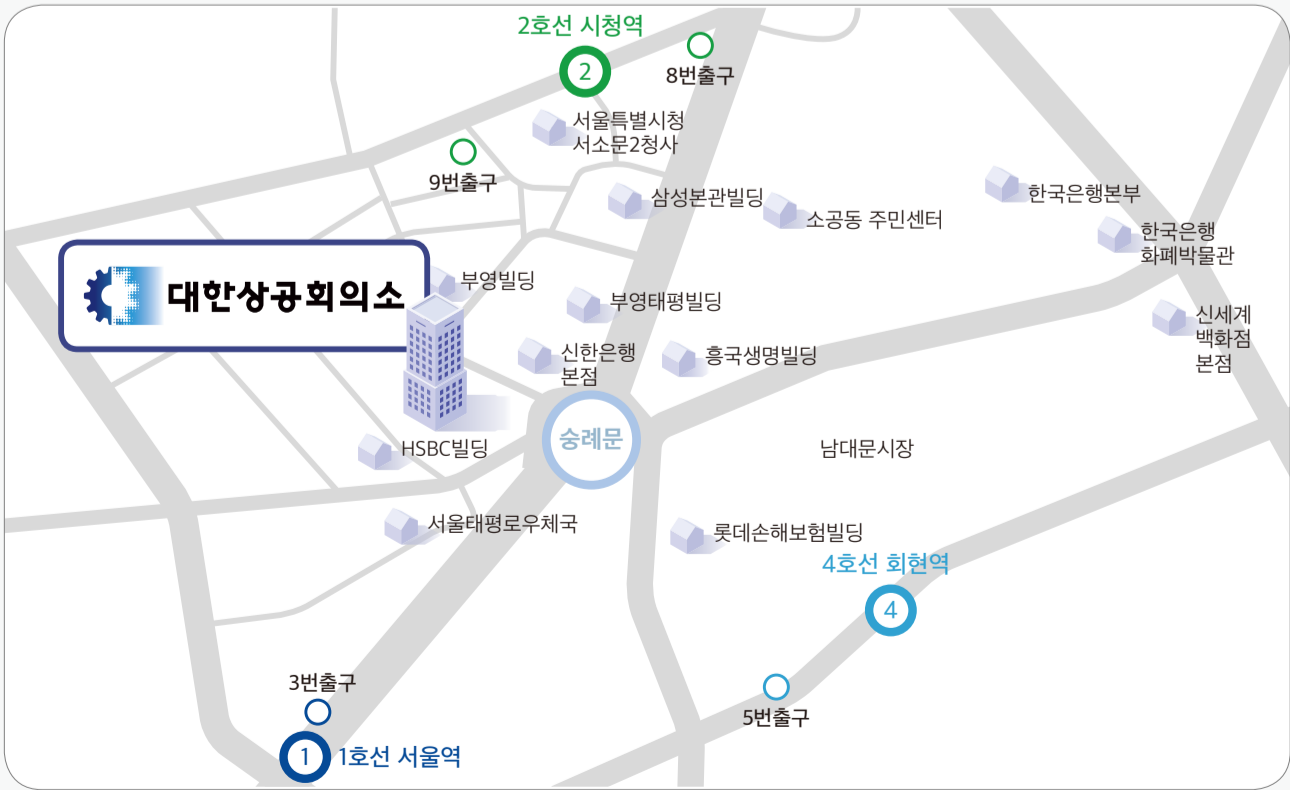 2호선 시청역
2
8번출구
서울특별시청
서소문2청사
9번출구
삼성본관빌딩
소공동 주민센터
한국은행본부
한국은행
화폐박물관
대한상공회의소
부영빌딩
부영태평빌딩
신세계
백화점
본점
신한은행
본점
흥국생명빌딩
숭례문
HSBC빌딩
남대문시장
서울태평로우체국
롯데손해보험빌딩
4호선 회현역
4
3번출구
5번출구
1
1호선 서울역